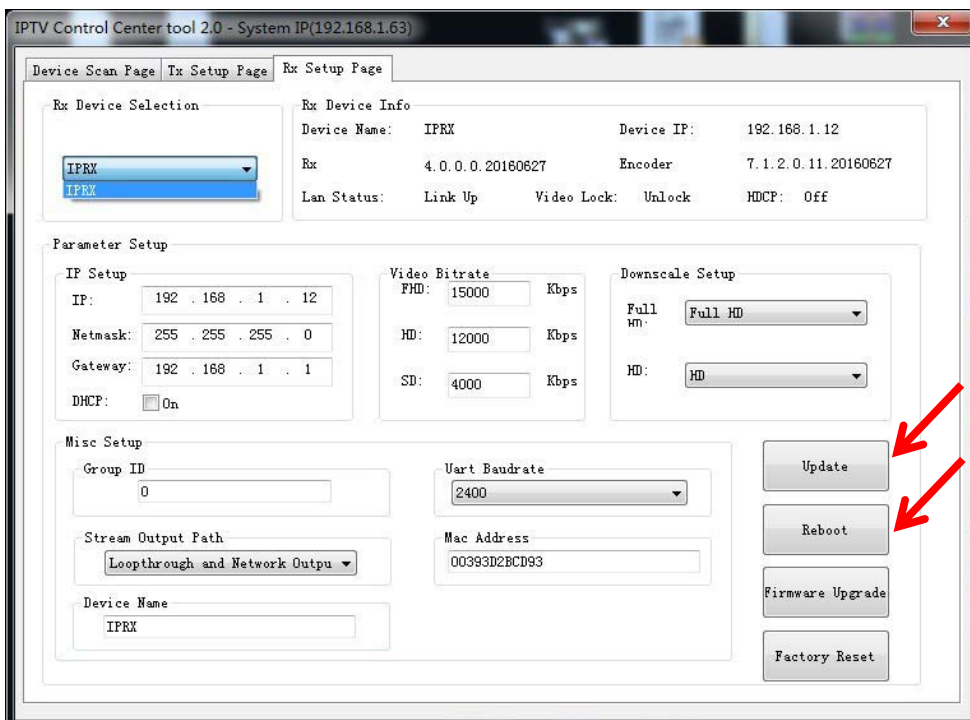 IPTV Control Center tool 2.0 - System IP(192.168.1.63)
x
Device Scan Page Tx Setup Page Rx Setup Page
Rx Device Selection
IPRX
IPRX
Rx Device Info
Device Name: IPRX Device IP: 192.168.1.12
Rx 4.0.0.0.20160627 Encoder 7.1.2.0.11.20160627
Lan Status: Link Up Video Lock: Unlock HDCP: Off
Parameter Setup
IP Setup
IP: 192 . 168 . 1 . 12
Netmask: 255 . 255 . 255 . 0
Gateway: 192 . 168 . 1 . 1
DHCP: On
Video Bitrate
FHD: 15000 Kbps
HD: 12000 Kbps
SD: 4000 Kbps
Downscale Setup
Full
HD: Full HD
HD: HD
Misc Setup
Group ID
0
Uart Baudrate
2400
Stream Output Path
Loopthrough and Network Outpu
Mac Address
00393D2BCD93
Device Name
IPRX
Update
Reboot
Firmware Upgrade
Factory Reset